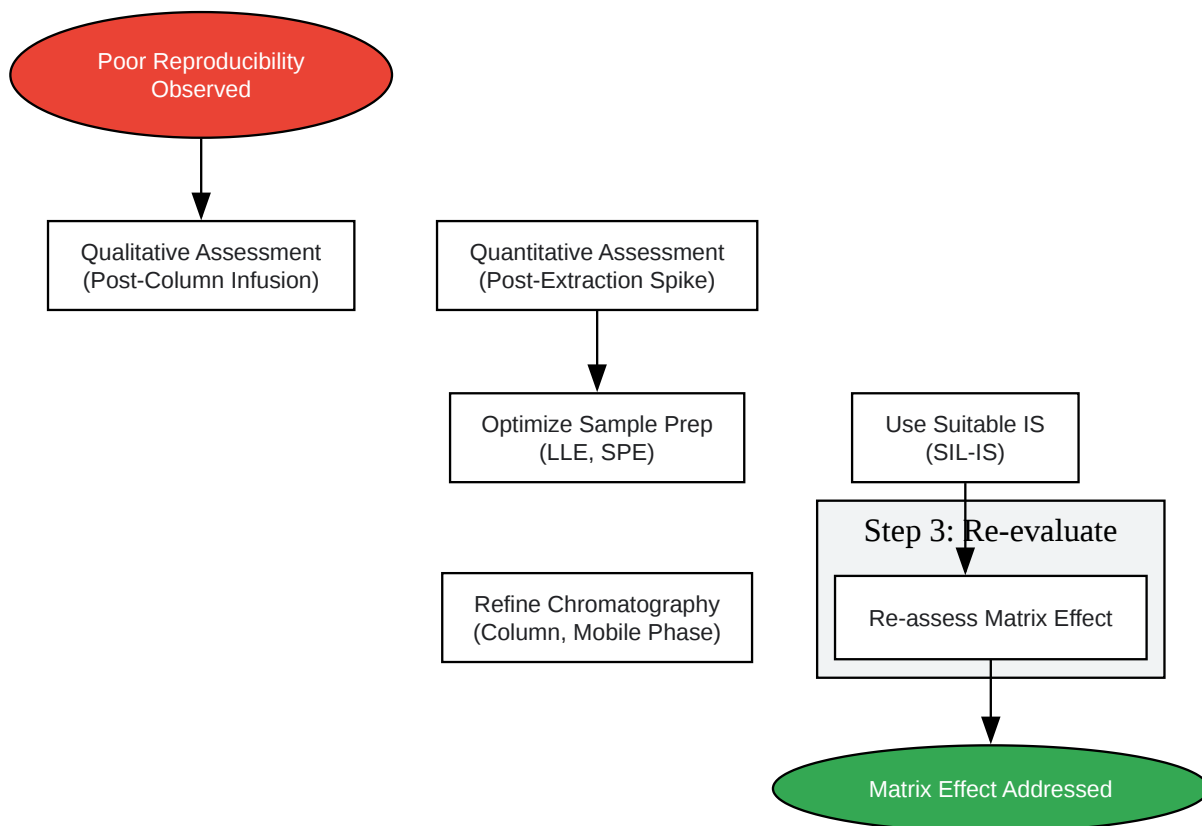 Poor Reproducibility
Observed
Qualitative Assessment
(Post-Column Infusion)
Quantitative Assessment
(Post-Extraction Spike)
Optimize Sample Prep
(LLE, SPE)
Use Suitable IS
(SIL-IS)
Step 3: Re-evaluate
Refine Chromatography
(Column, Mobile Phase)
Re-assess Matrix Effect
Matrix Effect Addressed